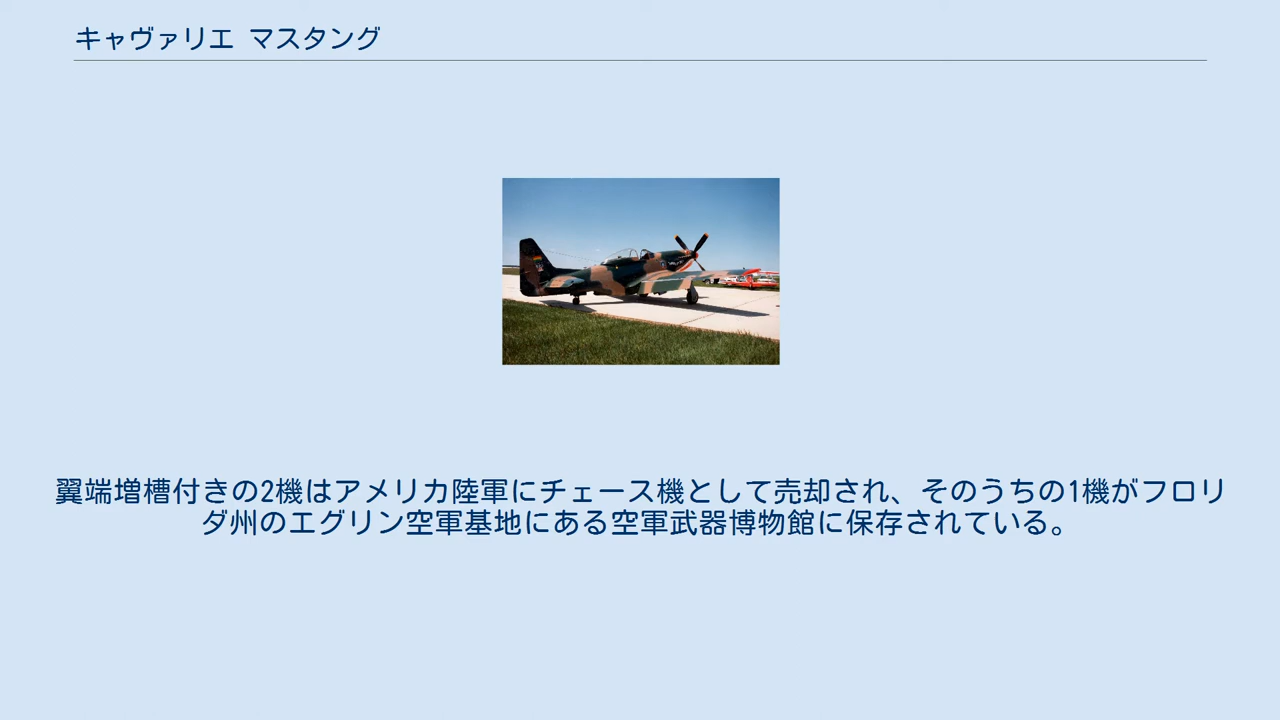 キャヴァリエ マスタング
翼端増槽付きの2機はアメリカ陸軍にチェース機として売却され、そのうちの1機がフロリ
ダ州のエグリン空軍基地にある空軍武器博物館に保存されている。